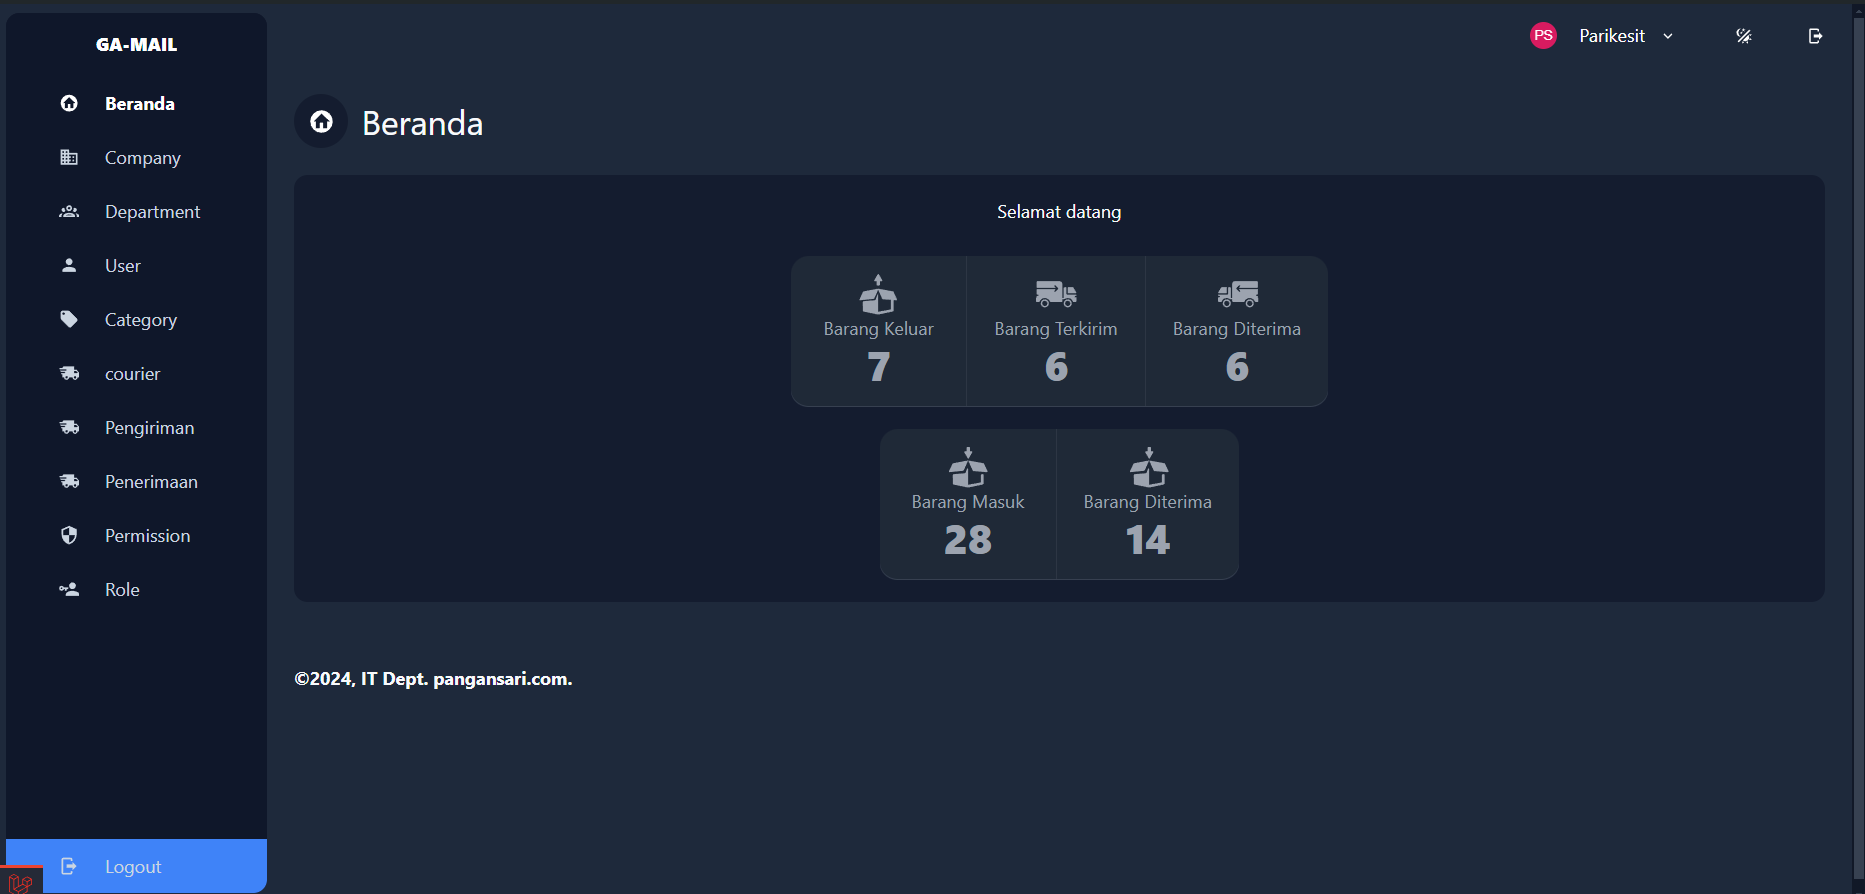 GA-MAIL
Beranda
Company
Department
User
Category
courier
Pengiriman
Penerimaan
Permission
Role
Logout
PS Parikesit
Beranda
Selamat datang
Barang Keluar
7
Barang Terkirim
6
Barang Diterima
6
Barang Masuk
28
Barang Diterima
14
©2024, IT Dept. pangansari.com.